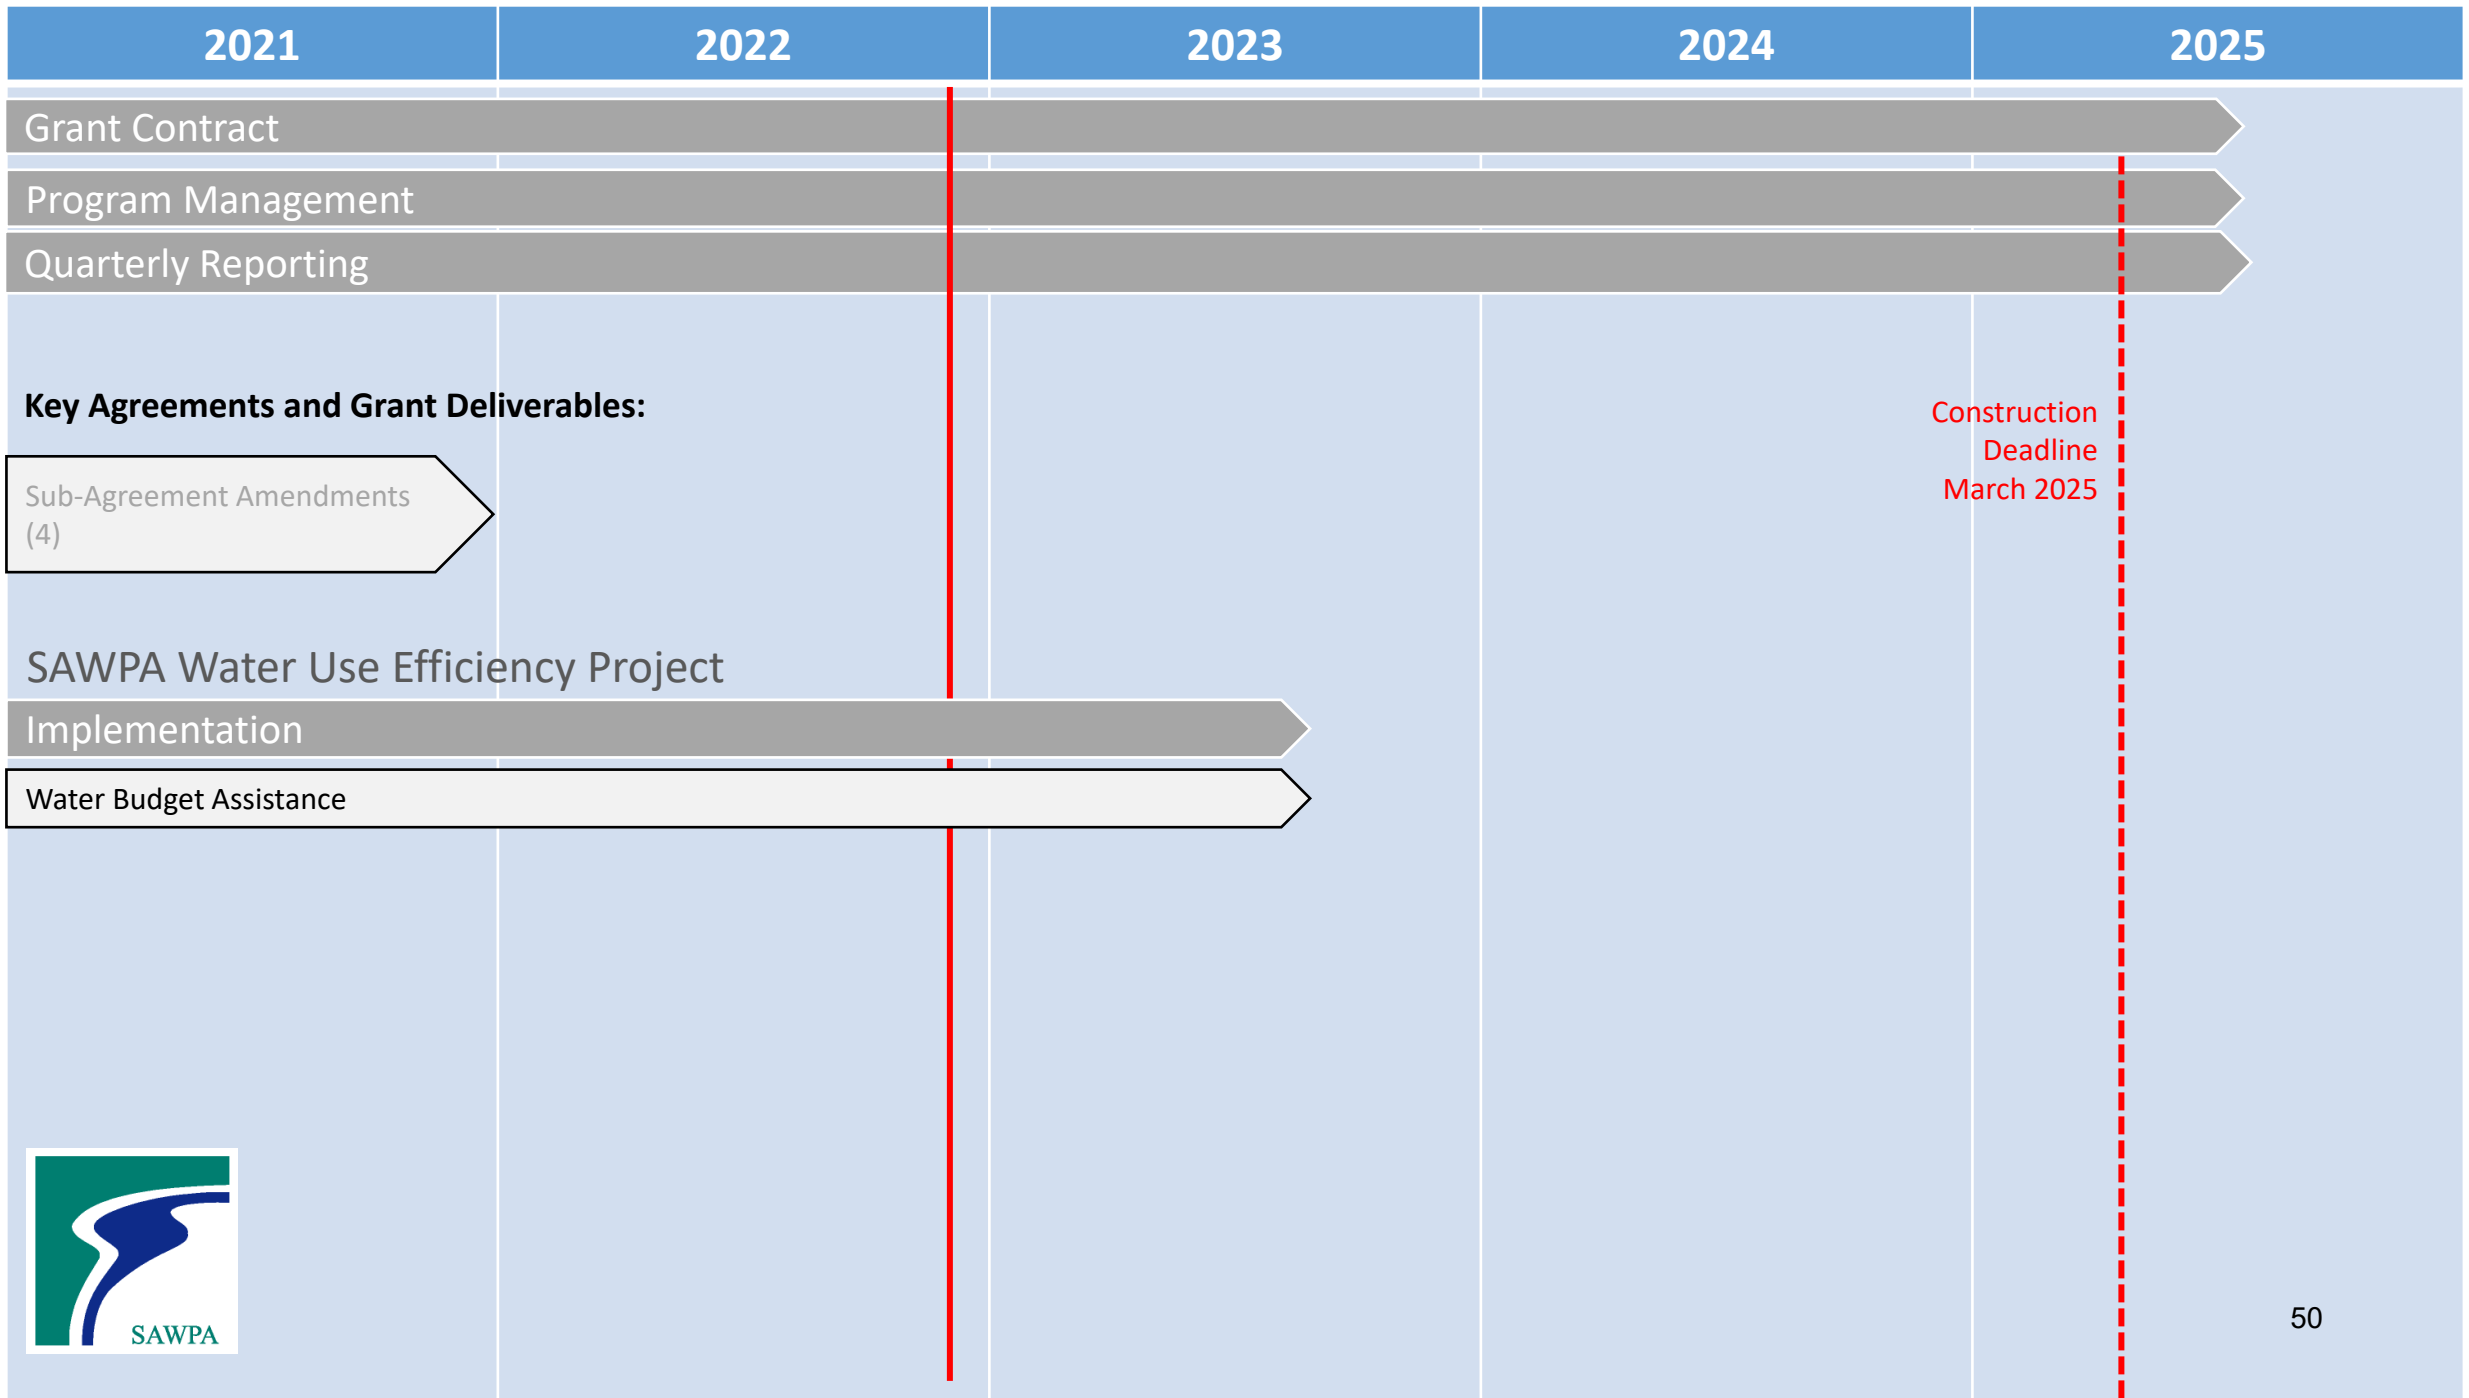 2021 2022 2023 2024 2025
Grant Contract
Program Management
Quarterly Reporting
Key Agreements and Grant Deliverables:
Construction
Deadline
March 2025
Sub-Agreement Amendments
(4)
SAWPA Water Use Efficiency Project
Implementation
Water Budget Assistance
SAWPA
50